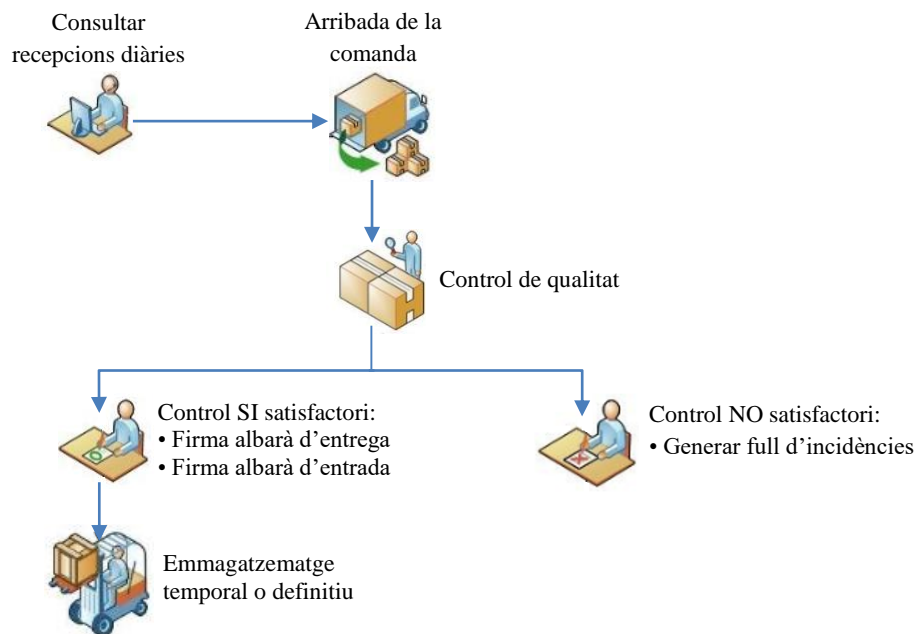 Consultar
recepcions diàries
Arribada de la
comanda
Control de qualitat
Control SI satisfactori:
• Firma albarà d’entrega
• Firma albarà d’entrada
Control NO satisfactori:
• Generar full d’incidències
Emmagatzematge
temporal o definitiu